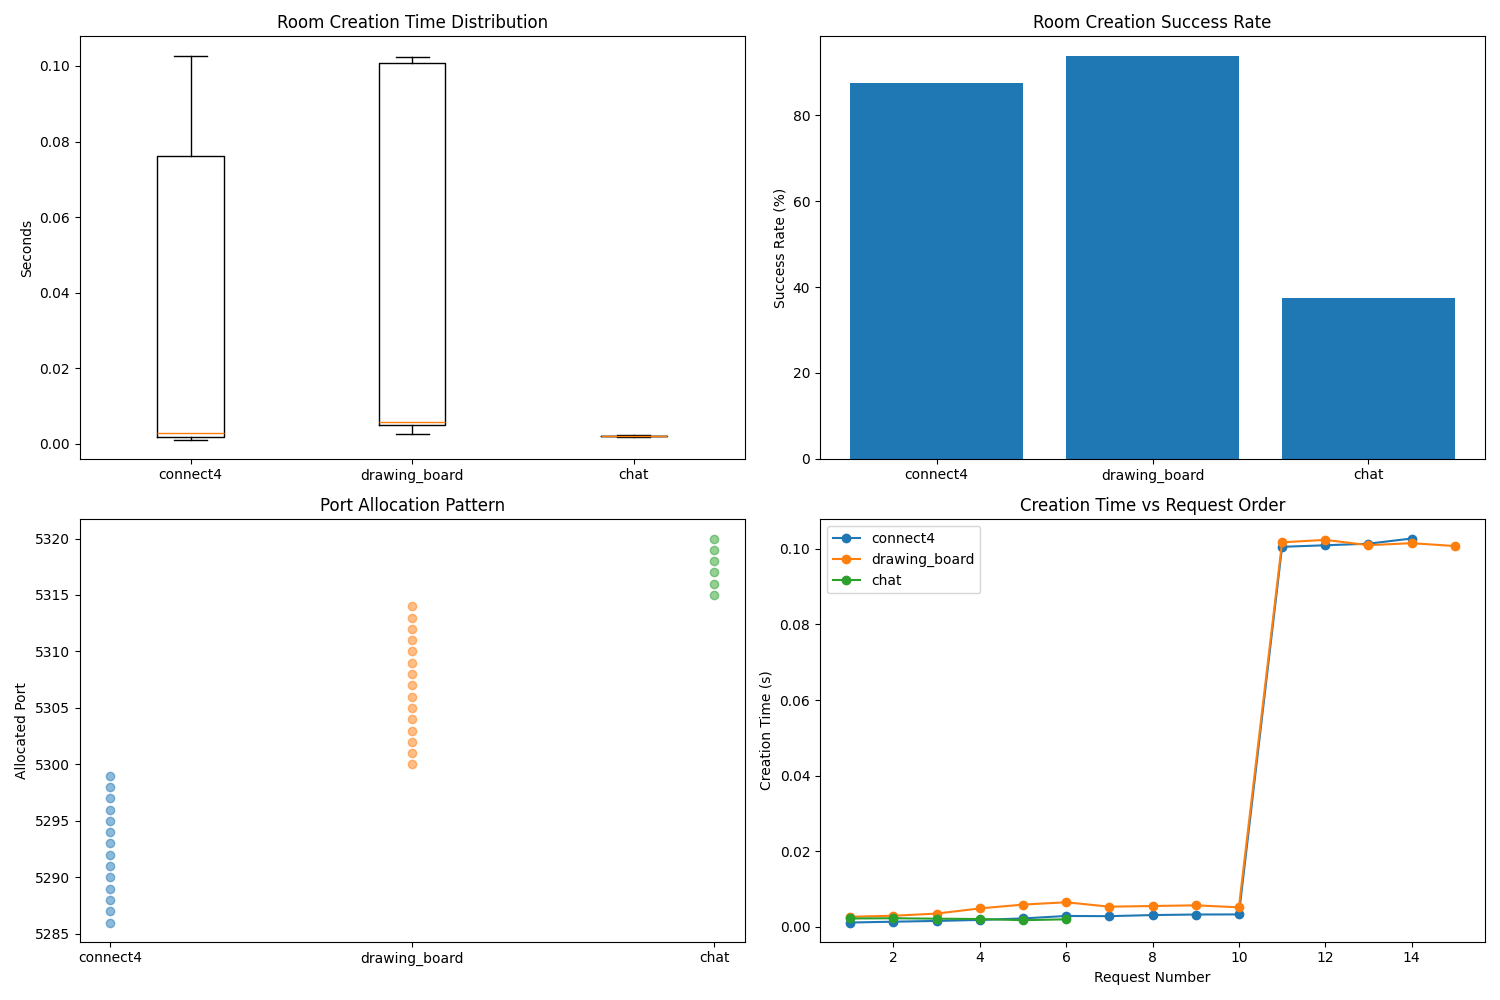 Room Creation Time Distribution
Seconds
0.10
0.08
0.06
0.04
0.02
0.00
connect4 drawing_board chat
Room Creation Success Rate
Success Rate (%)
80
60
40
20
0
connect4 drawing_board chat
Port Allocation Pattern
Allocated Port
5320
5315
5310
5305
5300
5295
5290
5285
connect4 drawing_board chat
Creation Time vs Request Order
connect4
drawing_board
chat
Creation Time (s)
0.10
0.08
0.06
0.04
0.02
0.00
2 4 6 8 10 12 14
Request Number